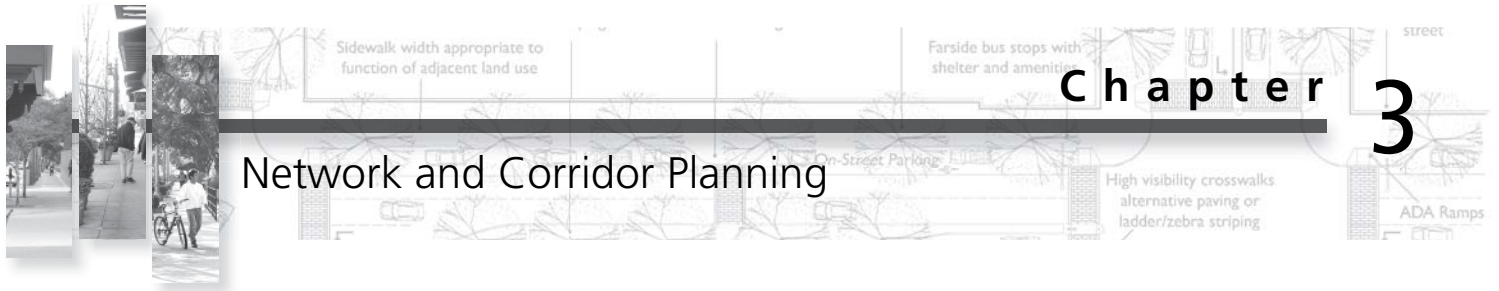 Sidewalk width appropriate to
function of adjacent land use
Farside bus stops with
shelter and amenities
street
Chapter 3
Network and Corridor Planning
On-Street Parking
High visibility crosswalks
alternative paving or
ladder/zebra striping
ADA Ramps